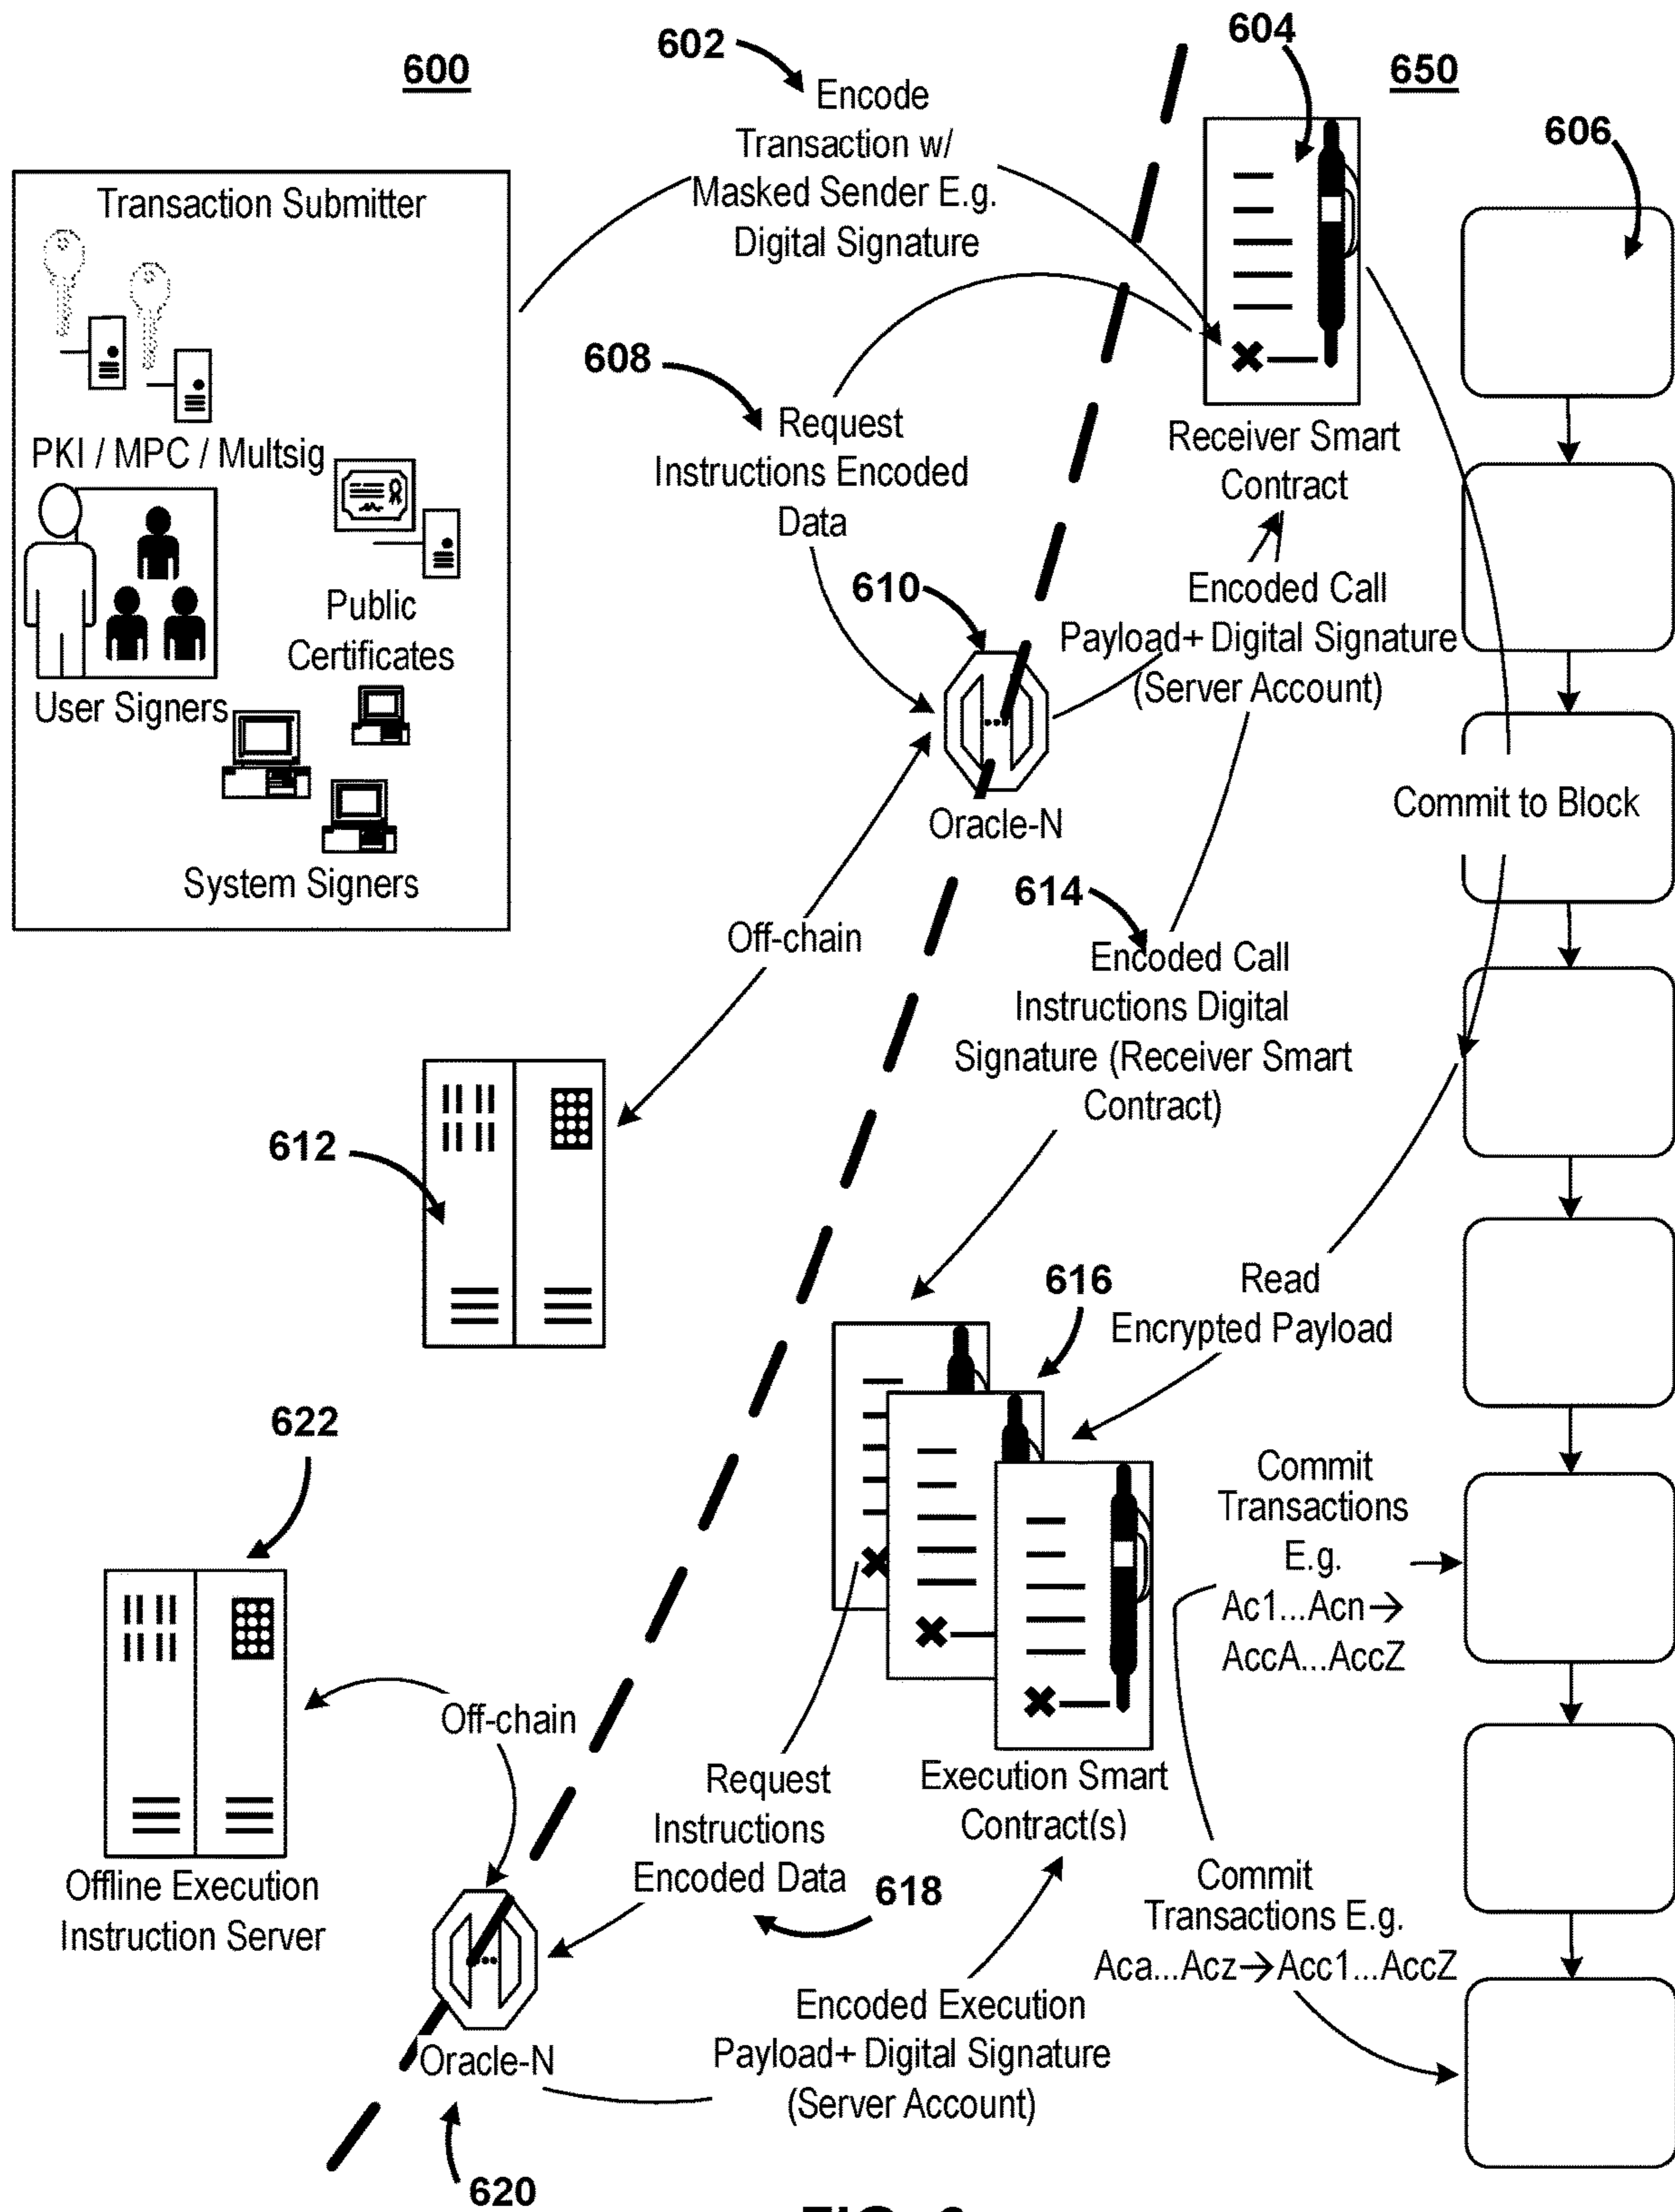 600
602
Encode
Transaction w/
Masked Sender E.g.
Digital Signature
604
650
606
Transaction Submitter
PKI / MPC / Multsig
Public
Certificates
User Signers
System Signers
608
Request
Instructions Encoded
Data
Receiver Smart
Contract
610
Encoded Call
Payload+ Digital Signature
(Server Account)
Oracle-N
Commit to Block
Off-chain
614
Encoded Call
Instructions Digital
Signature (Receiver Smart
Contract)
612
616
Read
Encrypted Payload
622
Commit
Transactions
E.g.
Ac1...Acn→
AccA...AccZ
Off-chain
Offline Execution
Instruction Server
Request
Instructions
Encoded Data
618
Execution Smart
Contract(s)
Commit
Transactions E.g.
Aca...Acz→Acc1...AccZ
Oracle-N
Encoded Execution
Payload+ Digital Signature
(Server Account)
620